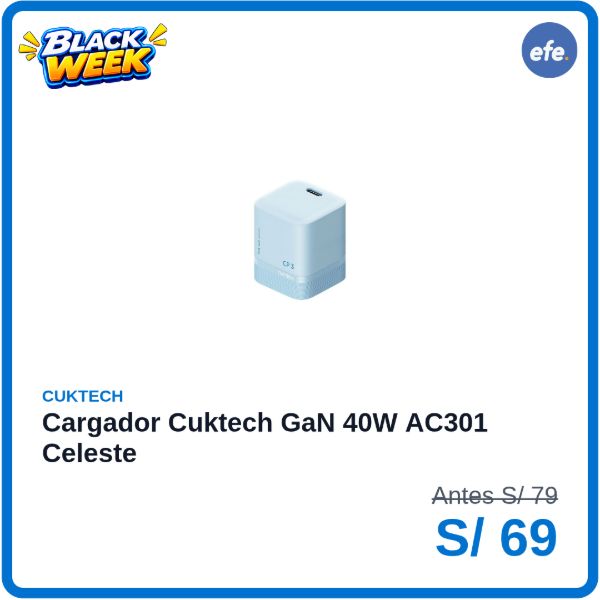 BLACK
WEEK
efe.
CUKTECH
Cargador Cuktech GaN 40W AC301
Celeste
Antes S/ 79
S/ 69